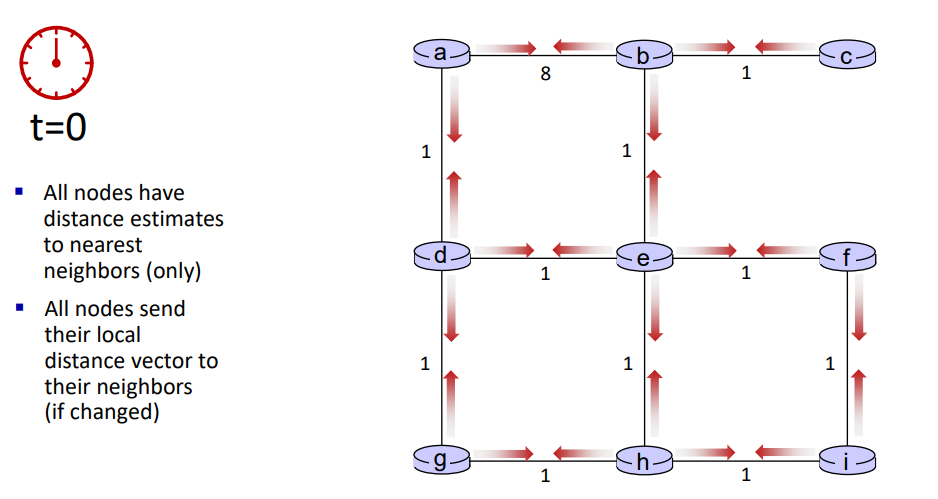 t=0
All nodes have
distance estimates
to nearest
neighbors (only)
All nodes send
their local
distance vector to
their neighbors
(if changed)
a
b
c
8
1
1
1
d
e
f
1
1
1
1
1
g
h
i
1
1